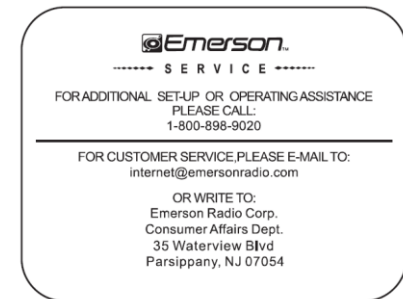 Emerson™
SERVICE
FOR ADDITIONAL SET-UP OR OPERATING ASSISTANCE
PLEASE CALL:
1-800-898-9020
FOR CUSTOMER SERVICE,PLEASE E-MAIL TO:
internet@emersonradio.com
OR WRITE TO:
Emerson Radio Corp.
Consumer Affairs Dept.
35 Waterview Blvd
Parsippany, NJ 07054